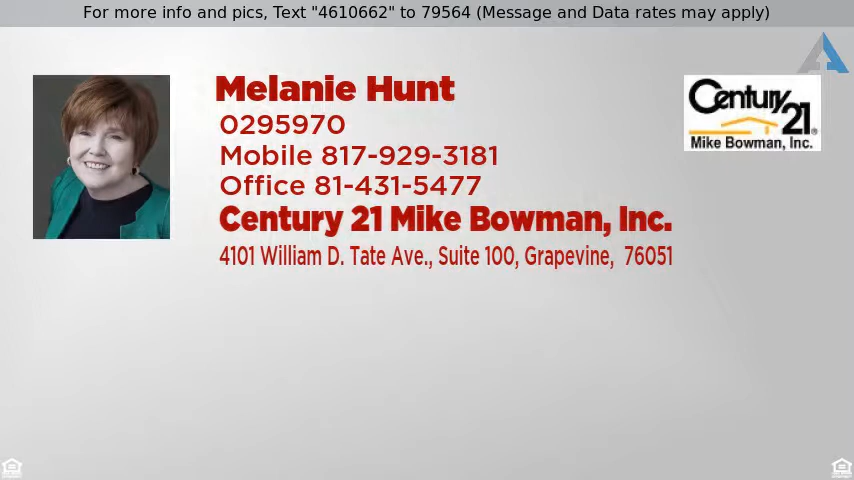 For more info and pics, Text "4610662" to 79564 (Message and Data rates may apply)
Melanie Hunt
0295970
Mobile 817-929-3181
Office 81-431-5477
Century 21 Mike Bowman, Inc.
4101 William D. Tate Ave., Suite 100, Grapevine, 76051
Century 21®
Mike Bowman, Inc.